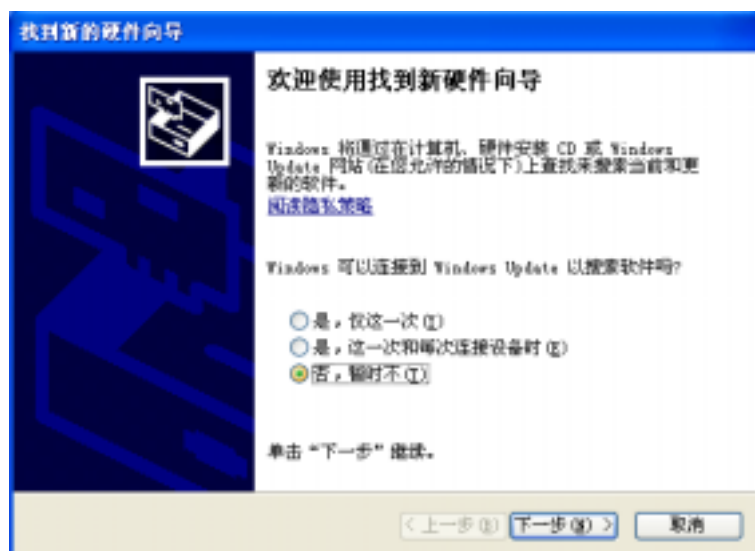 找到新的硬件向导
欢迎使用找到新硬件向导
Windows 将通过在计算机、硬件安装 CD 或 Windows
Update 网站(在您允许的情况下)上查找来搜索当前和更
新的软件。
阅读隐私策略
Windows 可以连接到 Windows Update 以搜索软件吗?
是，仅这一次(Y)
是，这一次和每次连接设备时(E)
否，暂时不(T)
单击“下一步”继续。
< 上一步(B)
下一步(N) >
取消